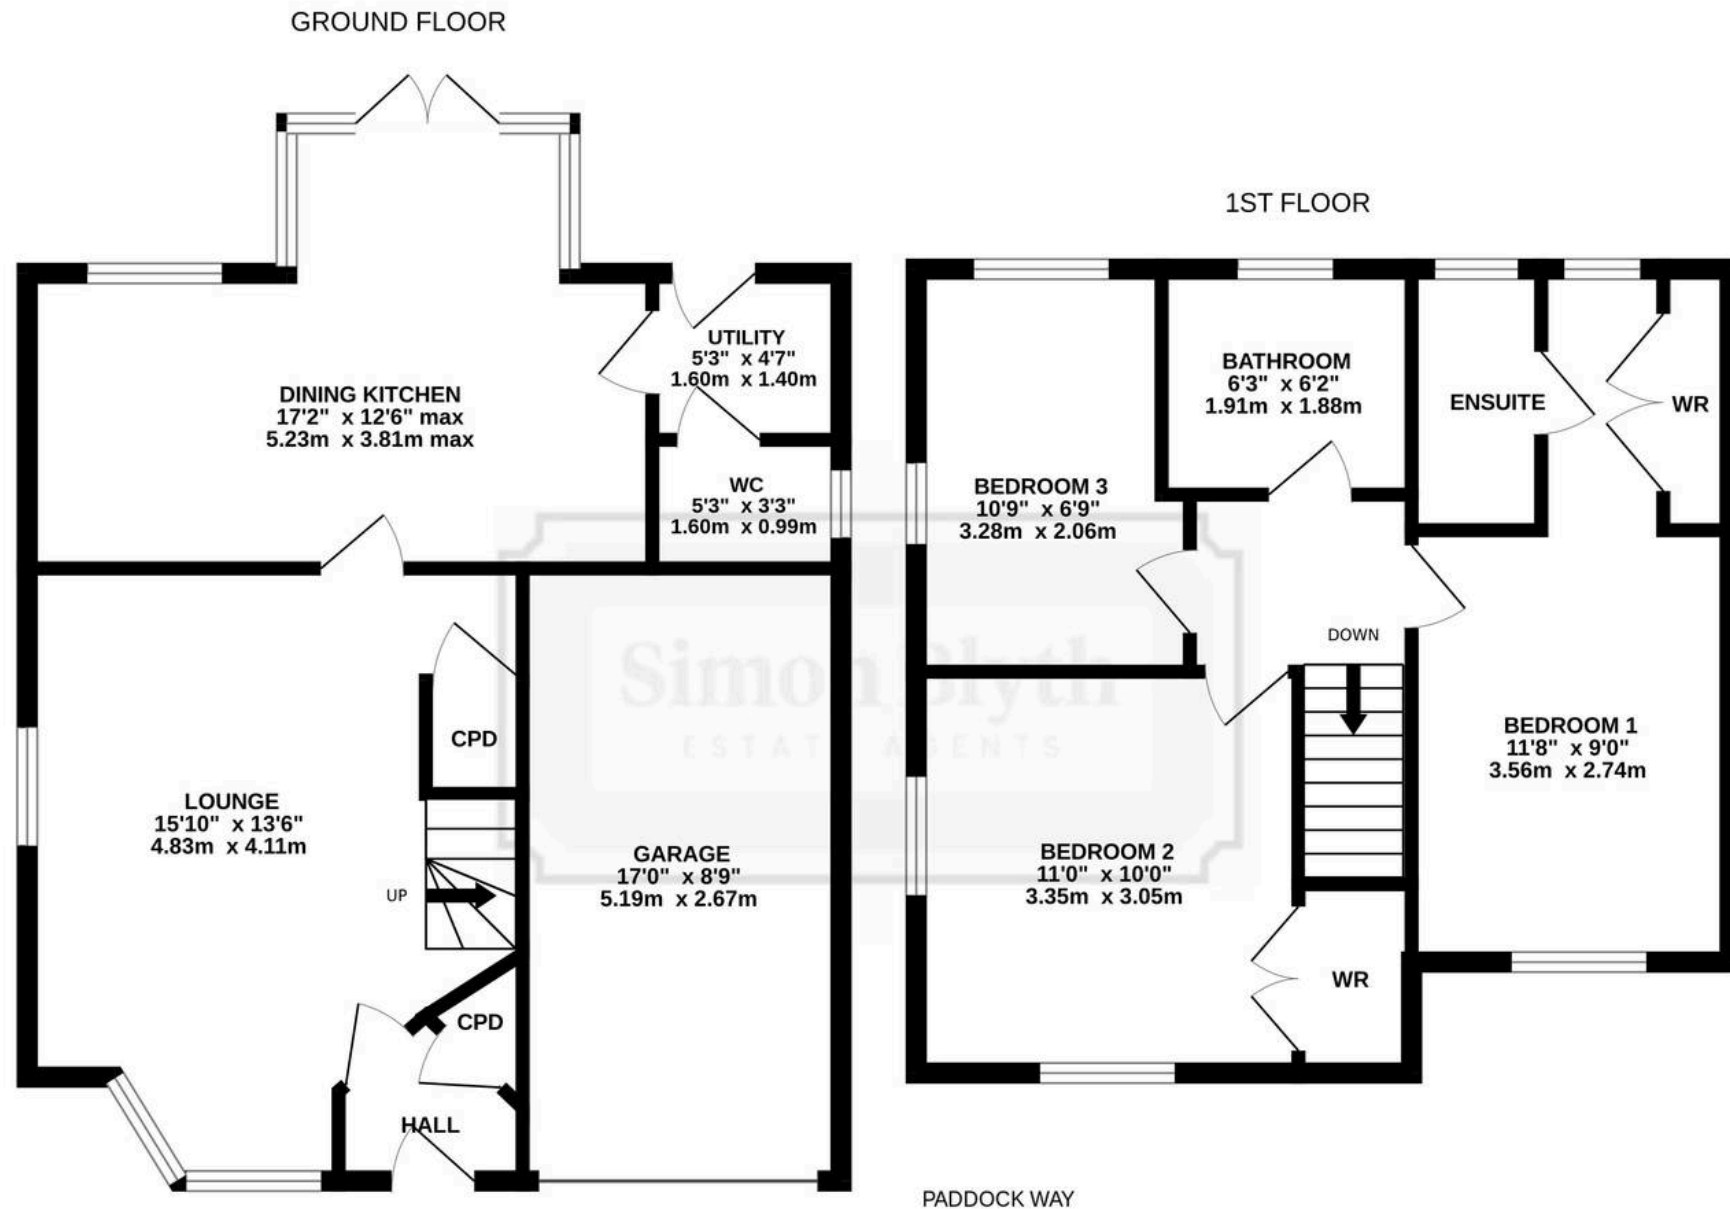 GROUND FLOOR
DINING KITCHEN
17'2" x 12'6" max
5.23m x 3.81m max
UTILITY
5'3" x 4'7"
1.60m x 1.40m
WC
5'3" x 3'3"
1.60m x 0.99m
CPD
LOUNGE
15'10" x 13'6"
4.83m x 4.11m
UP
GARAGE
17'0" x 8'9"
5.19m x 2.67m
CPD
HALL
1ST FLOOR
BATHROOM
6'3" x 6'2"
1.91m x 1.88m
ENSUITE
WR
BEDROOM 3
10'9" x 6'9"
3.28m x 2.06m
DOWN
BEDROOM 1
11'8" x 9'0"
3.56m x 2.74m
BEDROOM 2
11'0" x 10'0"
3.35m x 3.05m
WR
PADDOCK WAY
Simon Blyth
ESTATE AGENTS